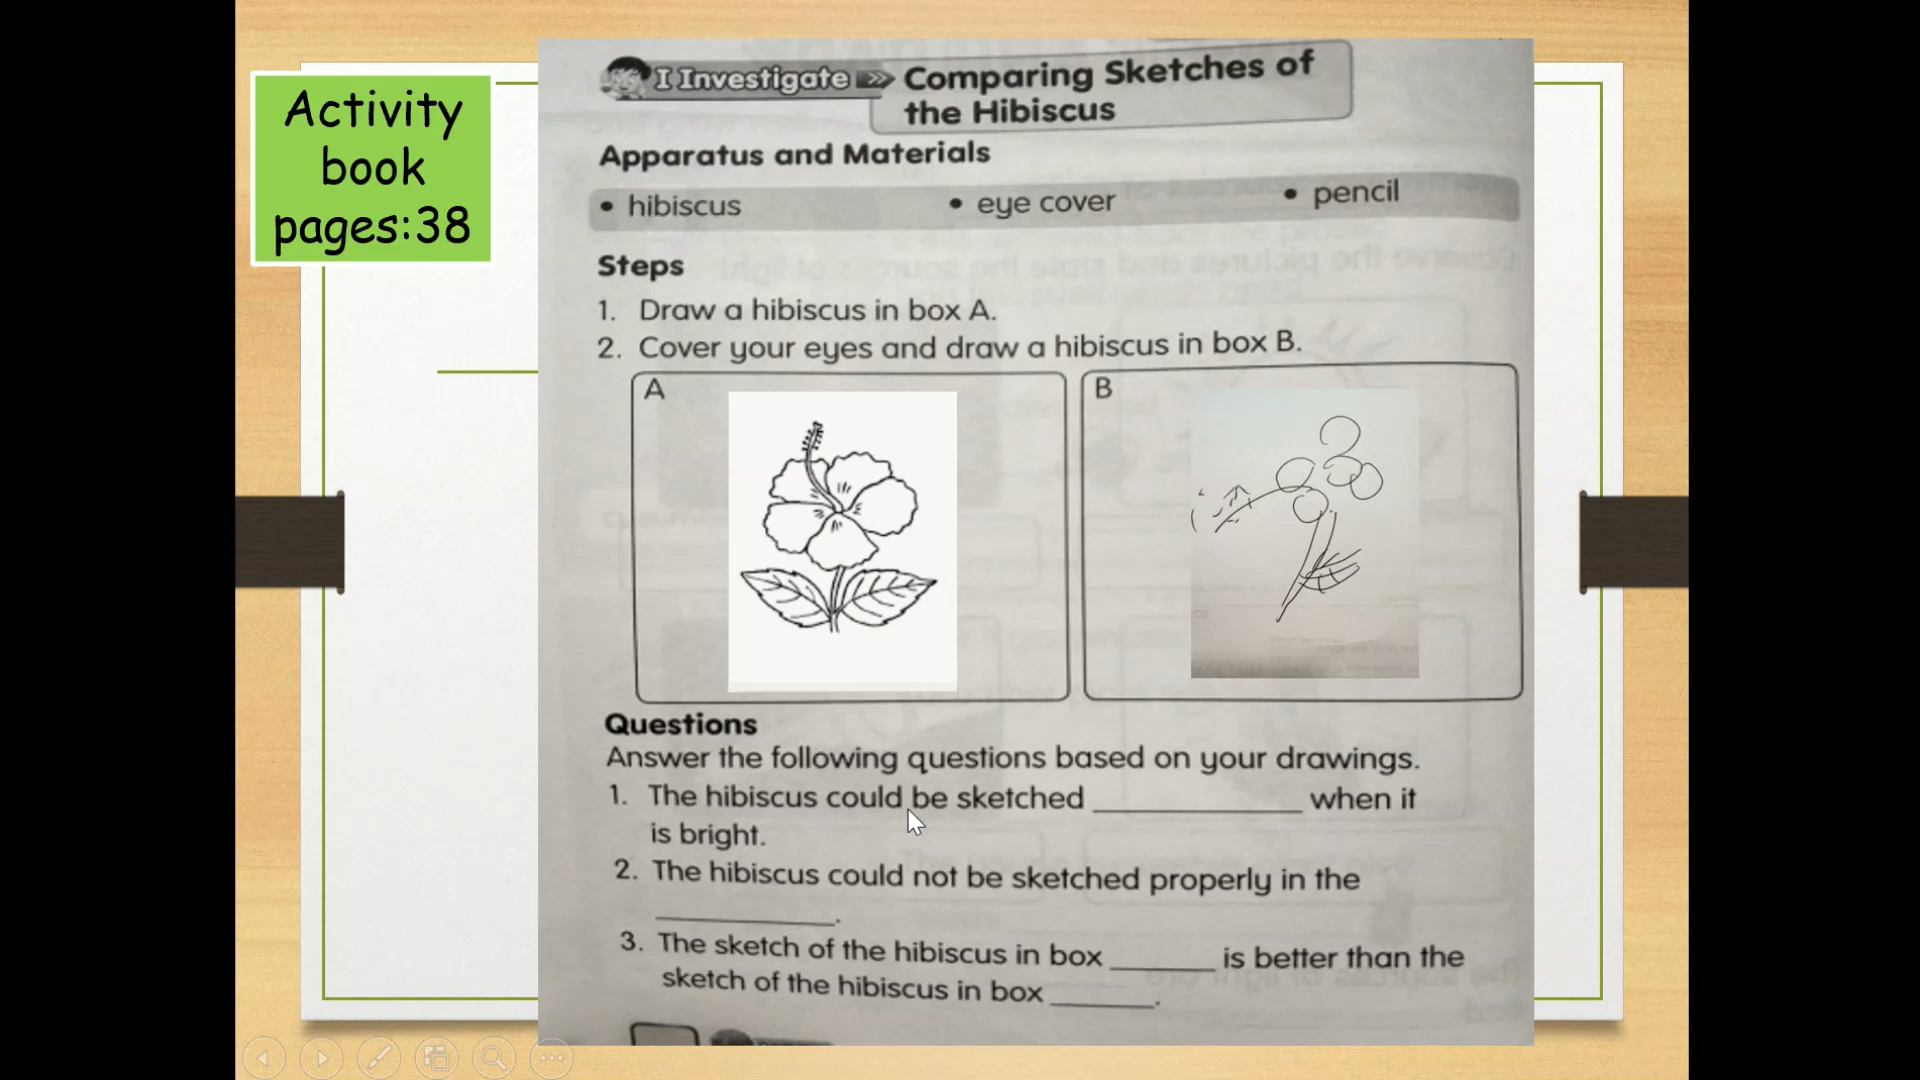 Activity
book
pages:38
I Investigate
Comparing Sketches of
the Hibiscus
Apparatus and Materials
• hibiscus • eye cover • pencil
Steps
1. Draw a hibiscus in box A.
2. Cover your eyes and draw a hibiscus in box B.
A B
Questions
Answer the following questions based on your drawings.
1. The hibiscus could be sketched ____________ when it
is bright.
2. The hibiscus could not be sketched properly in the
__________.
3. The sketch of the hibiscus in box ______ is better than the
sketch of the hibiscus in box ______.